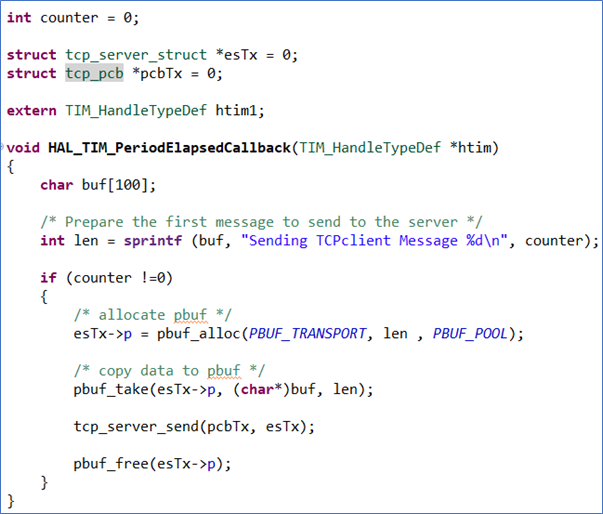 int counter = 0;
struct tcp_server_struct *esTx = 0;
struct tcp_pcb *pcbTx = 0;
extern TIM_HandleTypeDef htim1;
void HAL_TIM_PeriodElapsedCallback(TIM_HandleTypeDef *htim)
{
    char buf[100];
    /* Prepare the first message to send to the server */
    int len = sprintf (buf, "Sending TCPclient Message %d\n", counter);
    if (counter !=0)
    {
        /* allocate pbuf */
        esTx->p = pbuf_alloc(PBUF_TRANSPORT, len , PBUF_POOL);
        /* copy data to pbuf */
        pbuf_take(esTx->p, (char*)buf, len);
        tcp_server_send(pcbTx, esTx);
        pbuf_free(esTx->p);
    }
}